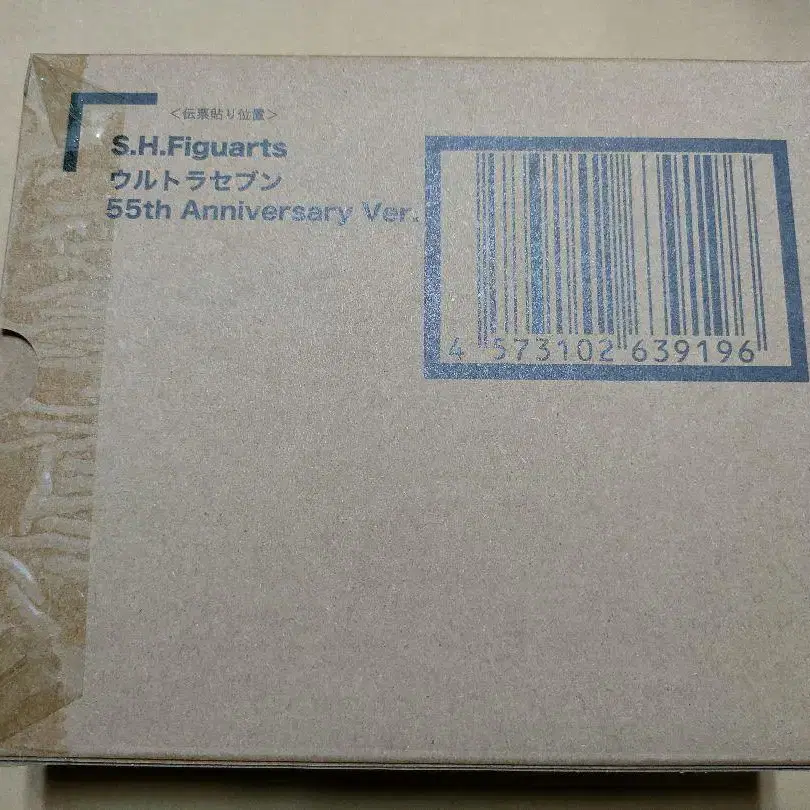 ＜伝票貼り位置＞
S.H.Figuarts
ウルトラセブン
55th Anniversary Ver.
4 573102 639196